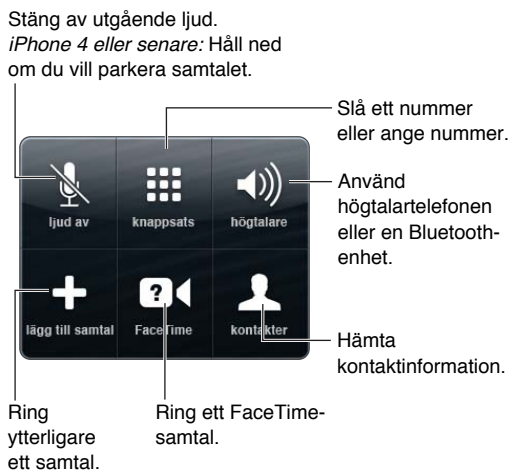 Stäng av utgående ljud.
iPhone 4 eller senare: Håll ned
om du vill parkera samtalet.
Slå ett nummer
eller ange nummer.
ljud av
knappsats
högtalare
Använd
högtalartelefonen
eller en Bluetooth-
enhet.
lägg till samtal
FaceTime
kontakter
Hämta
kontaktinformation.
Ring
ytterligare
ett samtal.
Ring ett FaceTime-
samtal.